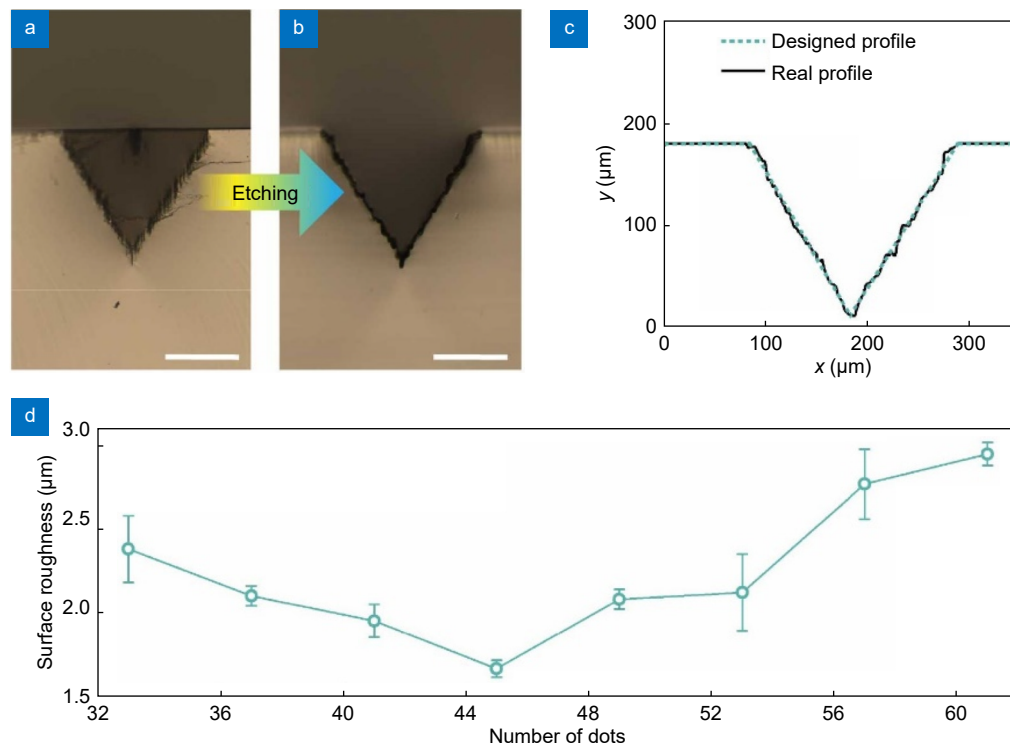 a
b
Etching
c
Designed profile
Real profile
300
200
100
0
y (μm)
0 100 200 300
x (μm)
d
3.0
2.5
2.0
1.5
Surface roughness (μm)
32 36 40 44 48 52 56 60
Number of dots